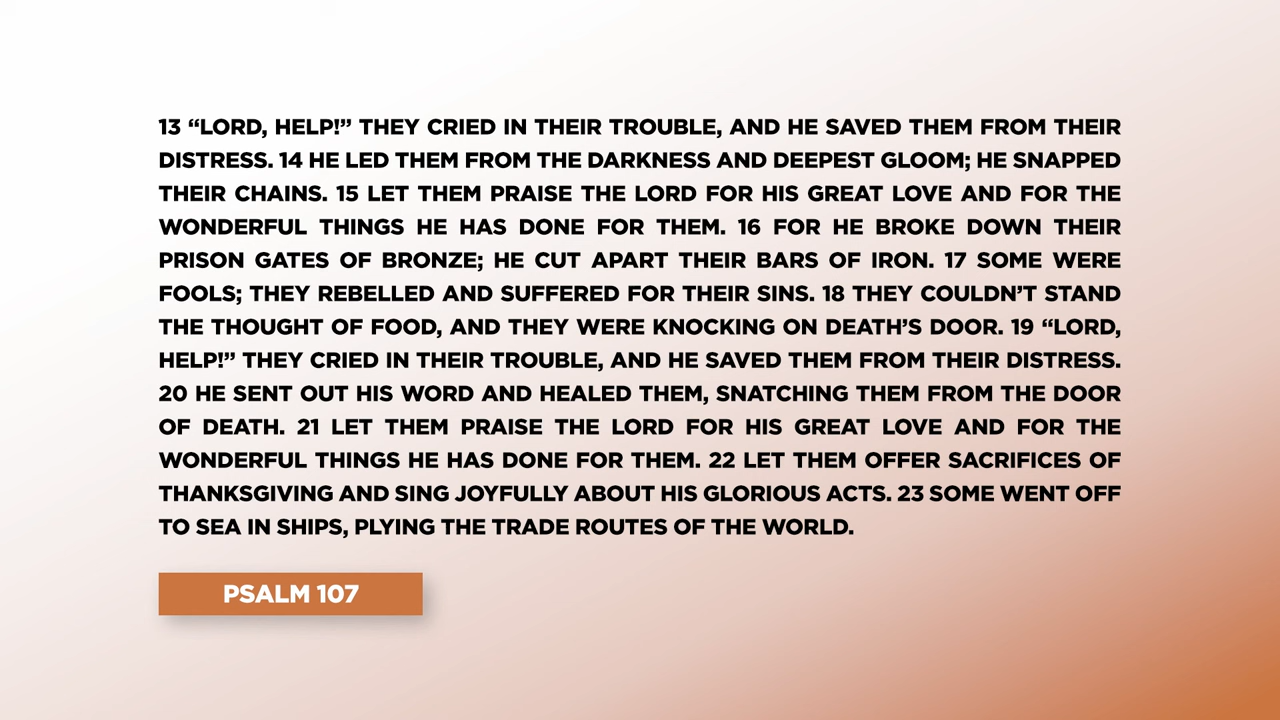 13 “LORD, HELP!” THEY CRIED IN THEIR TROUBLE, AND HE SAVED THEM FROM THEIR
DISTRESS. 14 HE LED THEM FROM THE DARKNESS AND DEEPEST GLOOM; HE SNAPPED
THEIR CHAINS. 15 LET THEM PRAISE THE LORD FOR HIS GREAT LOVE AND FOR THE
WONDERFUL THINGS HE HAS DONE FOR THEM. 16 FOR HE BROKE DOWN THEIR
PRISON GATES OF BRONZE; HE CUT APART THEIR BARS OF IRON. 17 SOME WERE
FOOLS; THEY REBELLED AND SUFFERED FOR THEIR SINS. 18 THEY COULDN’T STAND
THE THOUGHT OF FOOD, AND THEY WERE KNOCKING ON DEATH’S DOOR. 19 “LORD,
HELP!” THEY CRIED IN THEIR TROUBLE, AND HE SAVED THEM FROM THEIR DISTRESS.
20 HE SENT OUT HIS WORD AND HEALED THEM, SNATCHING THEM FROM THE DOOR
OF DEATH. 21 LET THEM PRAISE THE LORD FOR HIS GREAT LOVE AND FOR THE
WONDERFUL THINGS HE HAS DONE FOR THEM. 22 LET THEM OFFER SACRIFICES OF
THANKSGIVING AND SING JOYFULLY ABOUT HIS GLORIOUS ACTS. 23 SOME WENT OFF
TO SEA IN SHIPS, PLYING THE TRADE ROUTES OF THE WORLD.
PSALM 107